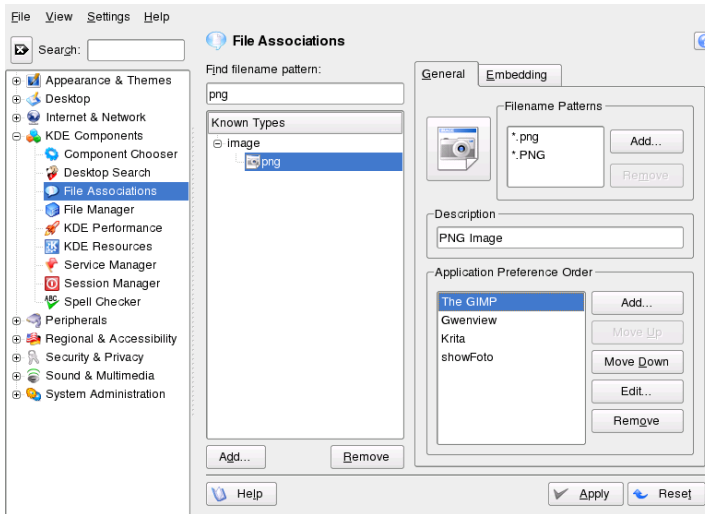 File View Settings Help
Search:
Appearance & Themes
Desktop
Internet & Network
KDE Components
Component Chooser
Desktop Search
File Associations
File Manager
KDE Performance
KDE Resources
Service Manager
Session Manager
Spell Checker
Peripherals
Regional & Accessibility
Security & Privacy
Sound & Multimedia
System Administration
File Associations
Find filename pattern:
png
Known Types
image
png
Add...
Remove
General
Embedding
Filename Patterns
*.png
*.PNG
Add...
Remove
Description
PNG Image
Application Preference Order
The GIMP
Gwenview
Krita
showFoto
Add...
Move Up
Move Down
Edit...
Remove
Help
Apply
Reset